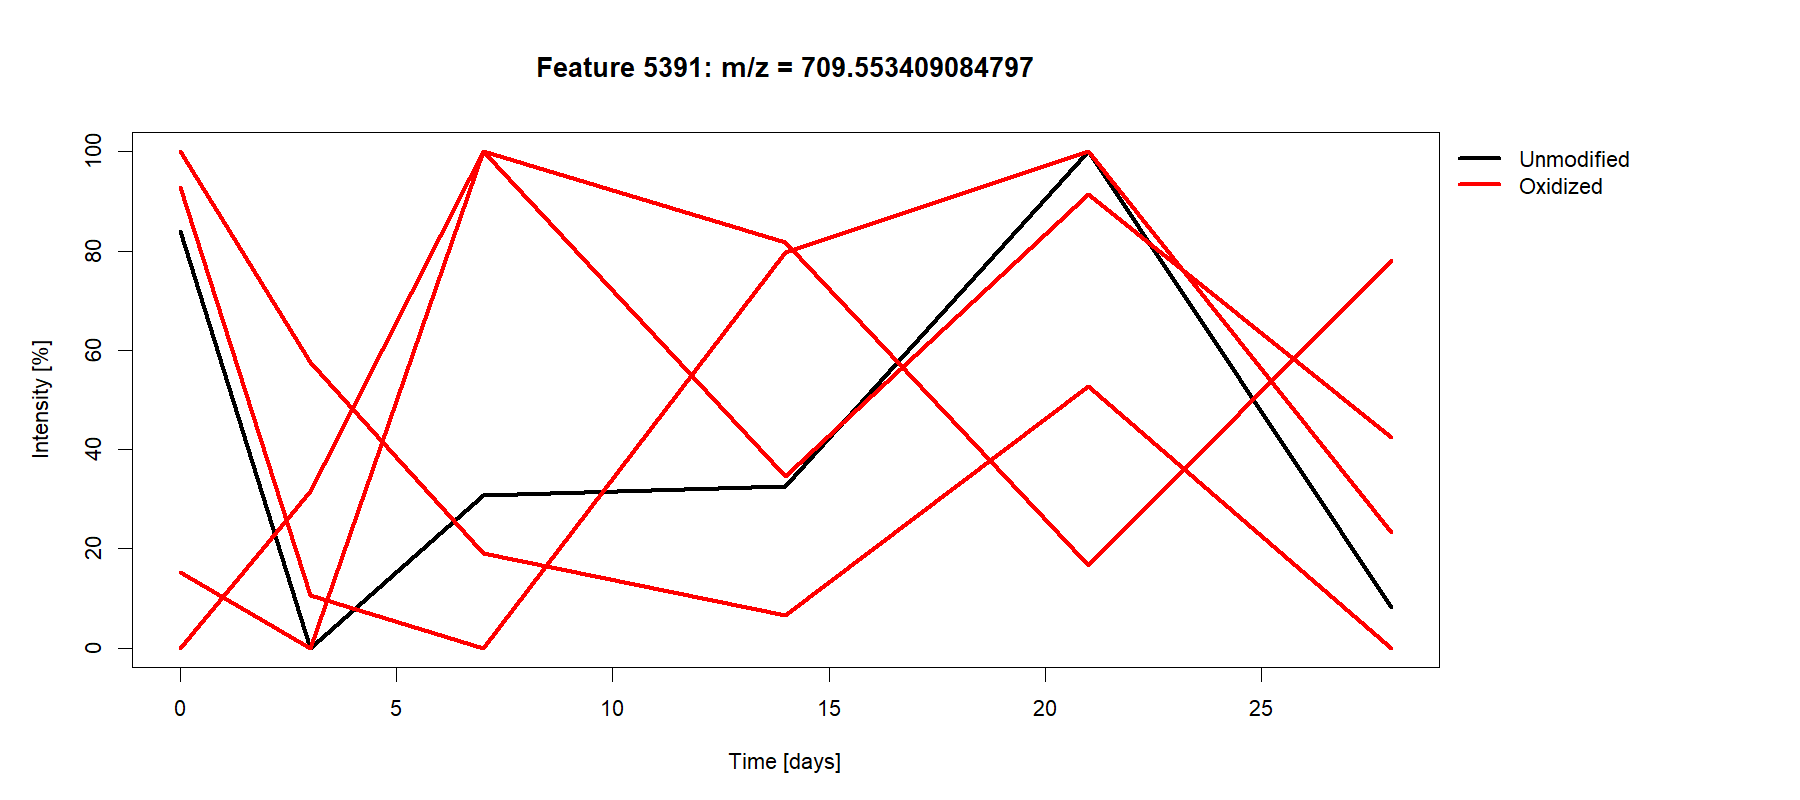 Feature 5391: m/z = 709.553409084797
Unmodified
Oxidized
100
80
60
40
20
0
Intensity [%]
0 5 10 15 20 25
Time [days]